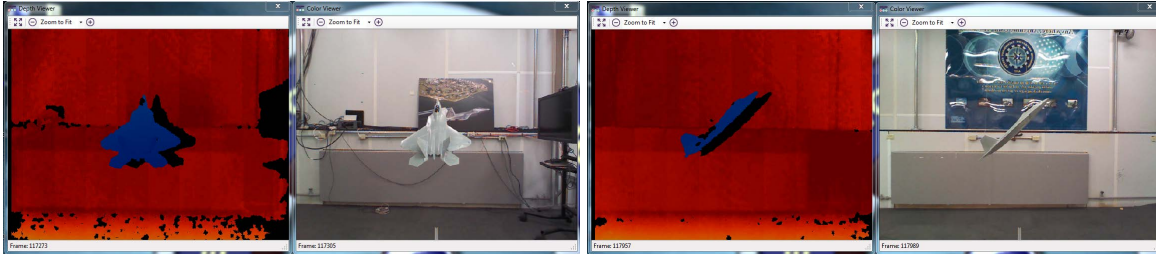 Depth Viewer
X
Color Viewer
X
Zoom to Fit
Zoom to Fit
Frame: 117273
Frame: 117305
Depth Viewer
X
Color Viewer
X
Zoom to Fit
Zoom to Fit
Frame: 117957
Frame: 117989